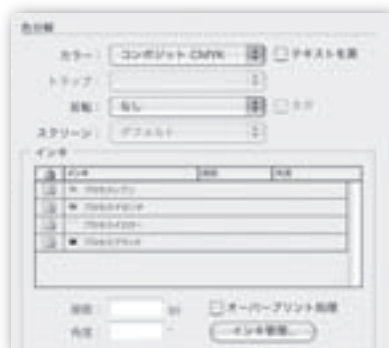 色分解
カラー： コンポジット CMYK テキストを黒
トラップ：
反転： なし
スクリーン： デフォルト
インキ
インキ
プロセスシアン
プロセスマゼンタ
プロセスイエロー
プロセスブラック
オーバープリント処理
角度： °
インキ管理...